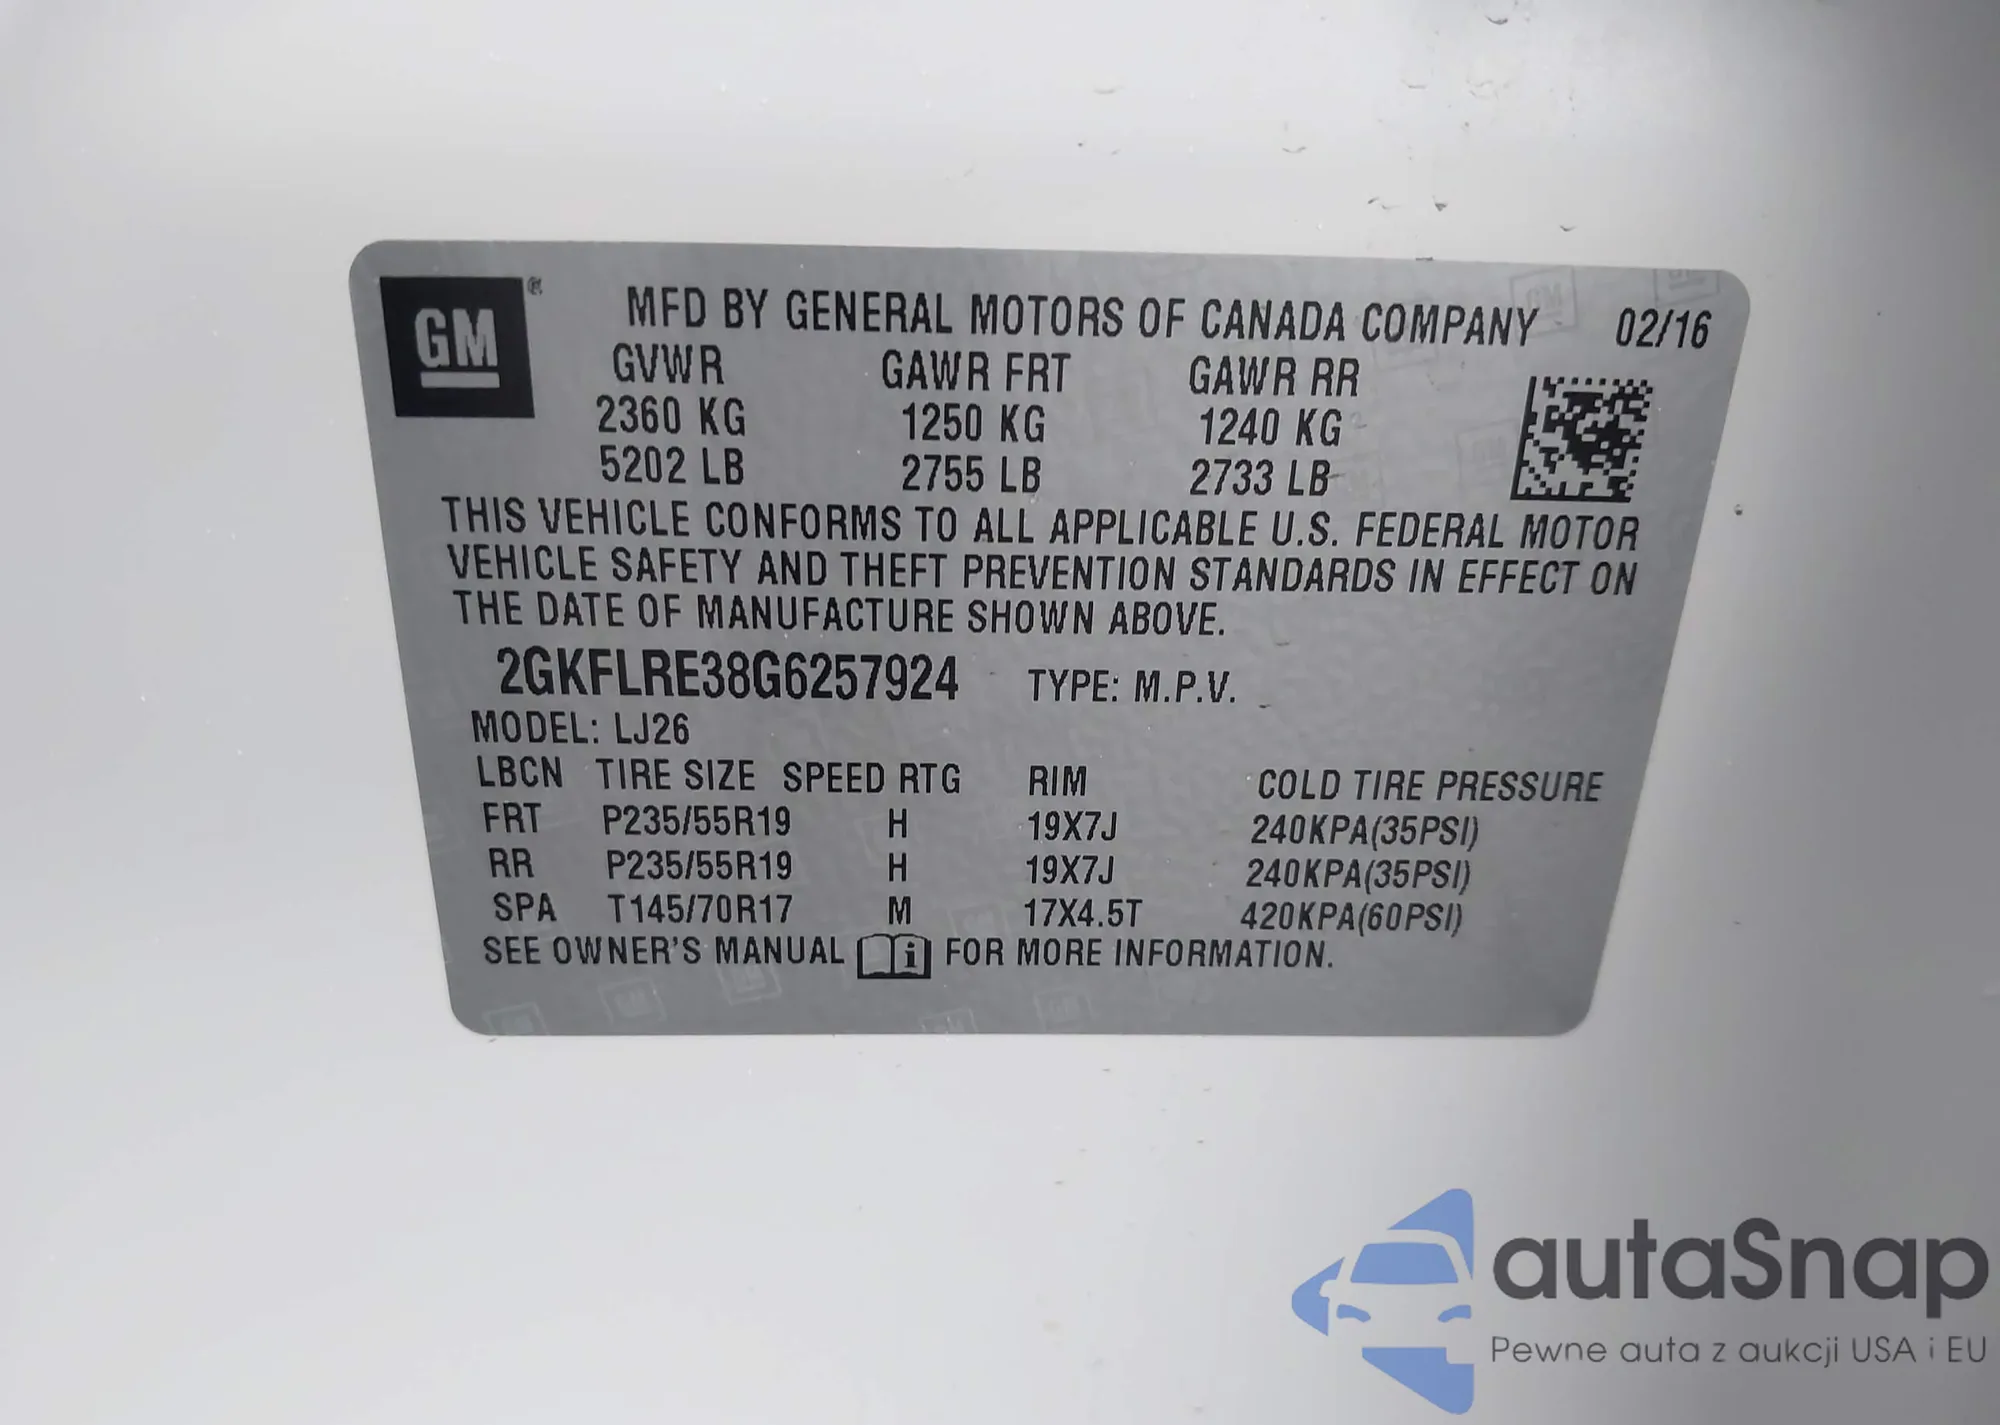 GM ® MFD BY GENERAL MOTORS OF CANADA COMPANY 02/16
GVWR GAWR FRT GAWR RR
2360 KG 1250 KG 1240 KG
5202 LB 2755 LB 2733 LB
THIS VEHICLE CONFORMS TO ALL APPLICABLE U.S. FEDERAL MOTOR
VEHICLE SAFETY AND THEFT PREVENTION STANDARDS IN EFFECT ON
THE DATE OF MANUFACTURE SHOWN ABOVE.
2GKFLRE38G6257924 TYPE: M.P.V.
MODEL: LJ26
LBCN TIRE SIZE SPEED RTG RIM COLD TIRE PRESSURE
FRT P235/55R19 H 19X7J 240KPA(35PSI)
RR P235/55R19 H 19X7J 240KPA(35PSI)
SPA T145/70R17 M 17X4.5T 420KPA(60PSI)
SEE OWNER'S MANUAL i FOR MORE INFORMATION.
autaSnap
Pewne auta z aukcji USA i EU